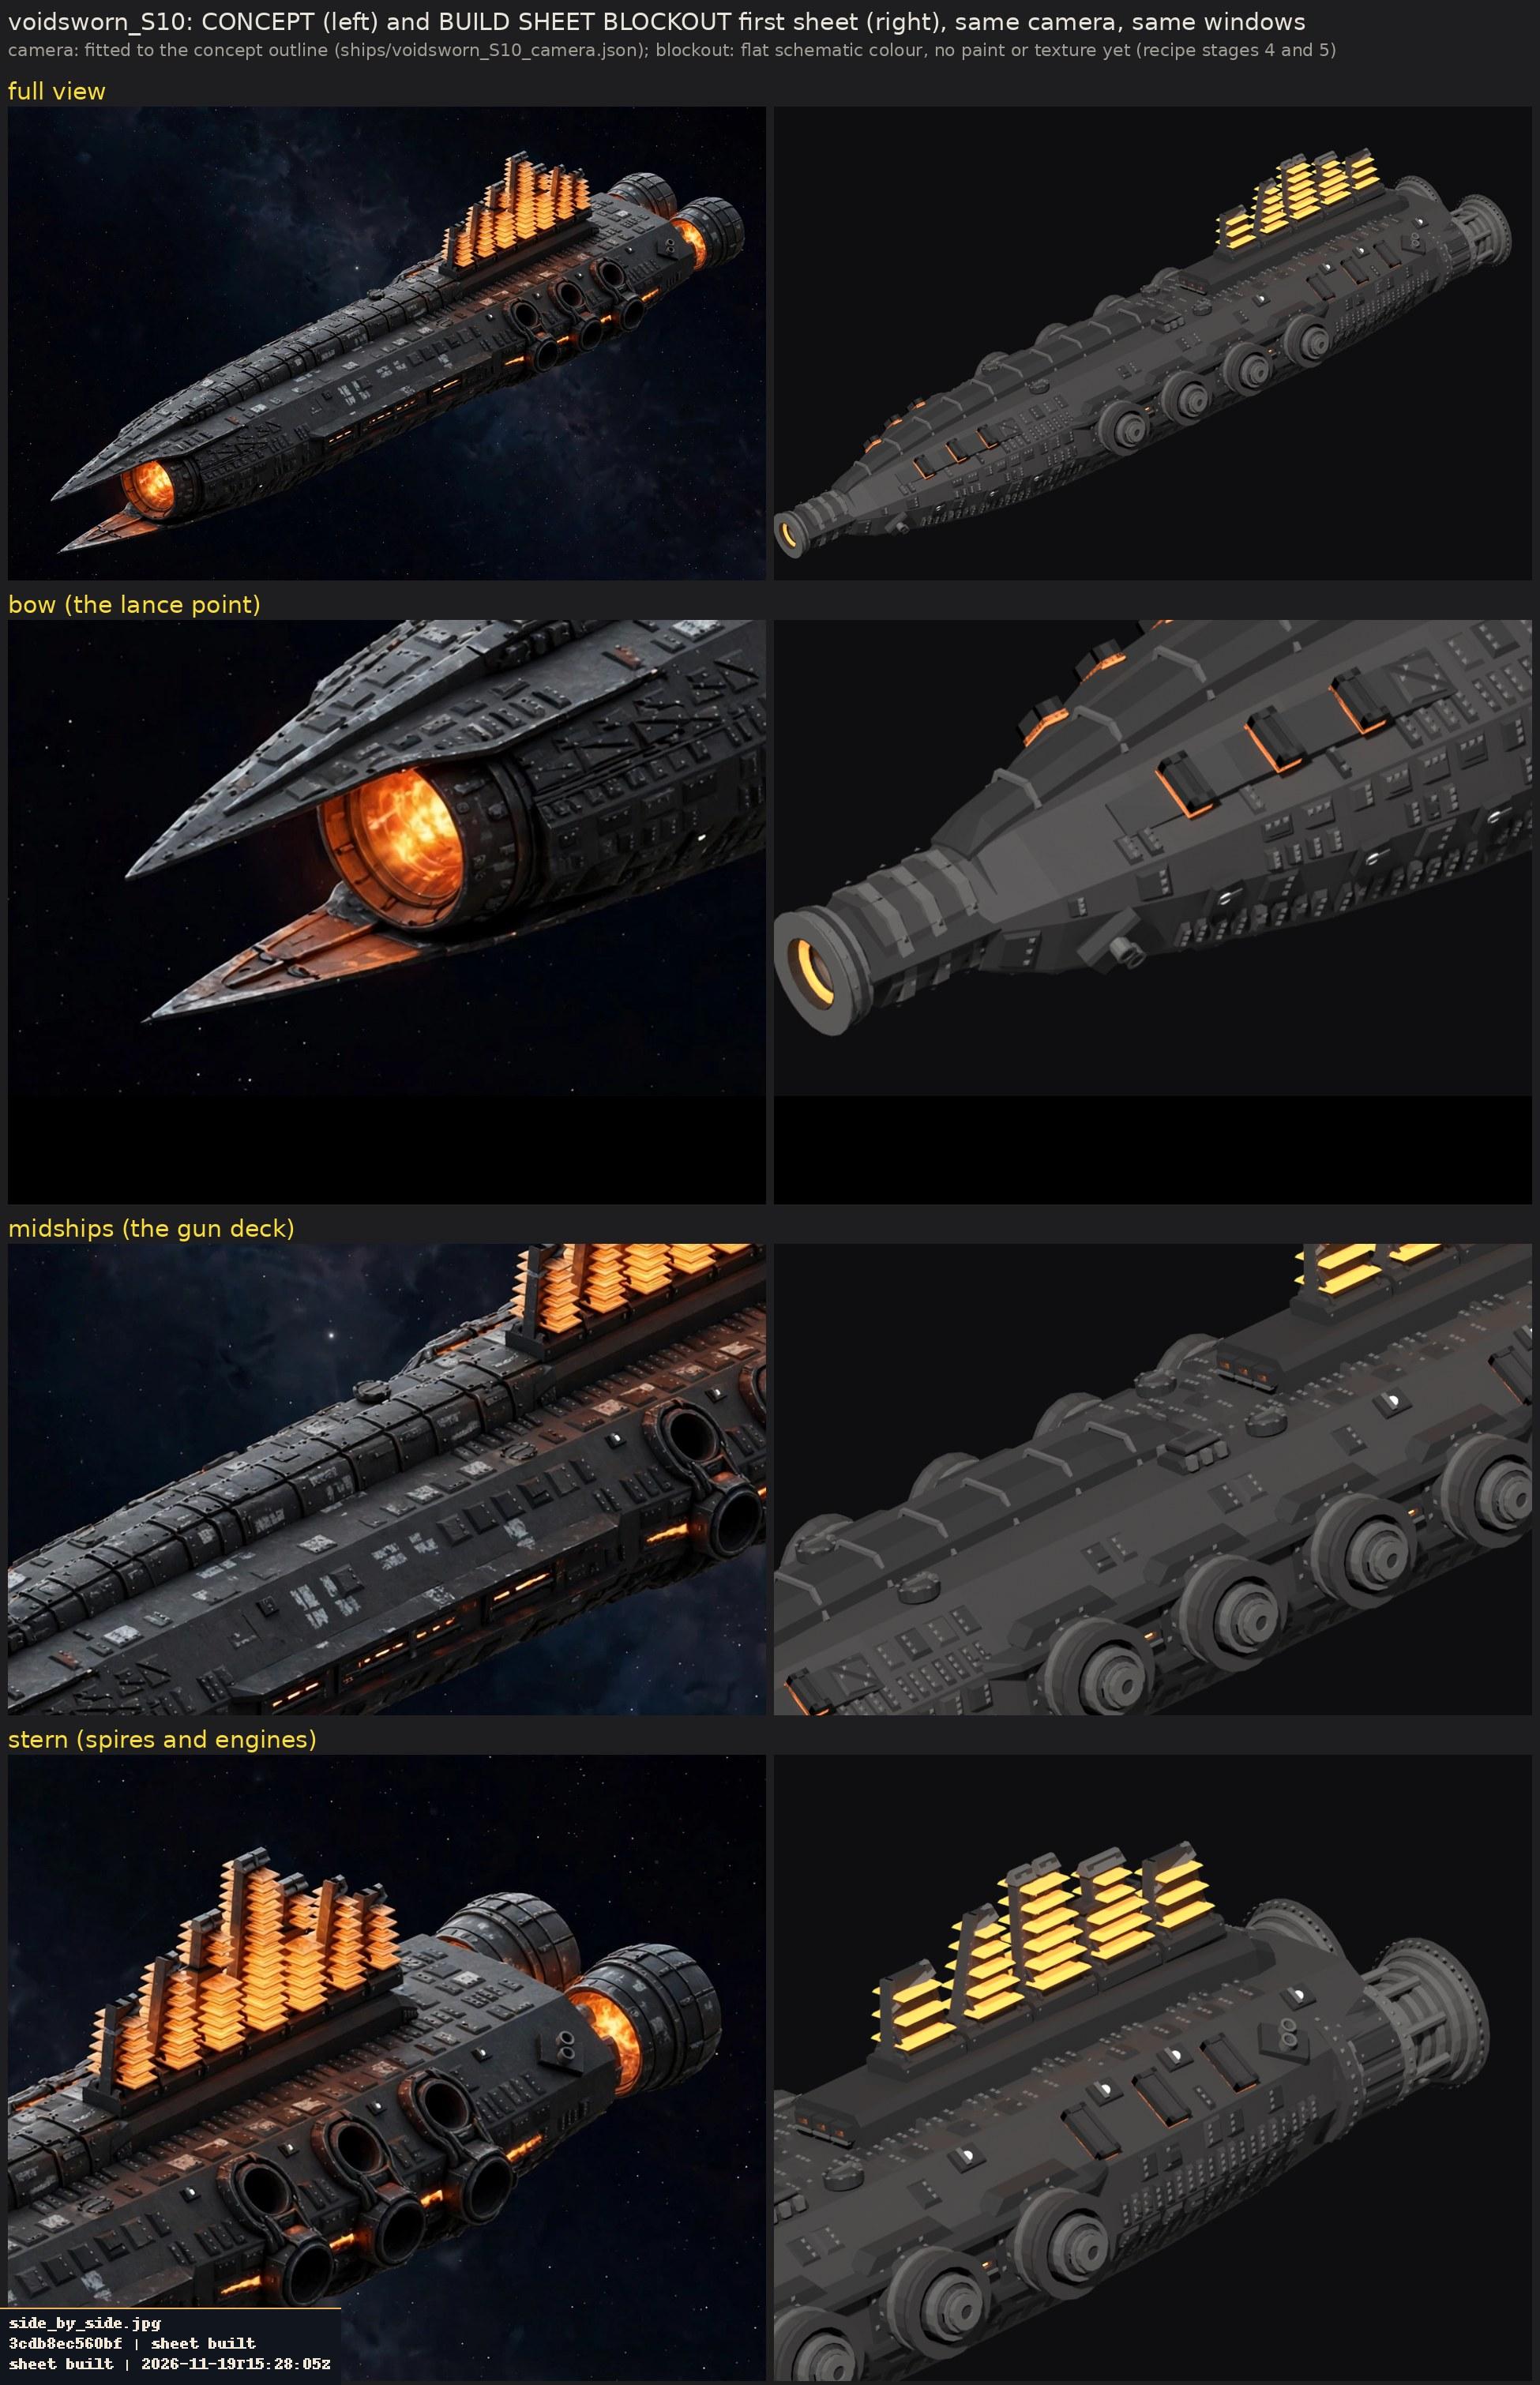 voidsworn_S10: CONCEPT (left) and BUILD SHEET BLOCKOUT first sheet (right), same camera, same windows
camera: fitted to the concept outline (ships/voidsworn_S10_camera.json); blockout: flat schematic colour, no paint or texture yet (recipe stages 4 and 5)
full view
bow (the lance point)
midships (the gun deck)
stern (spires and engines)
side_by_side.jpg
3cdb8ec560bf | sheet built
sheet built | 2026-11-19T15:28:05Z